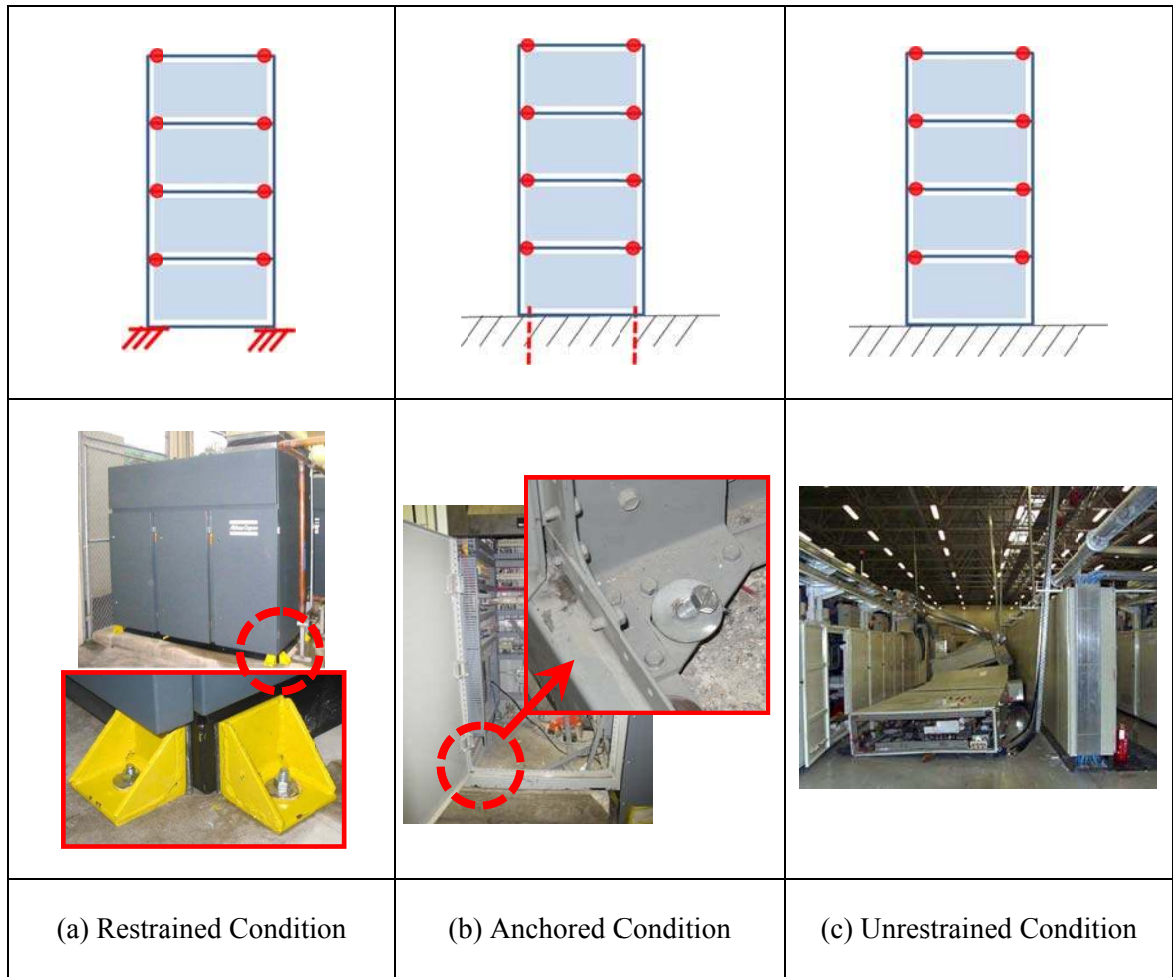 (a) Restrained Condition
(b) Anchored Condition
(c) Unrestrained Condition